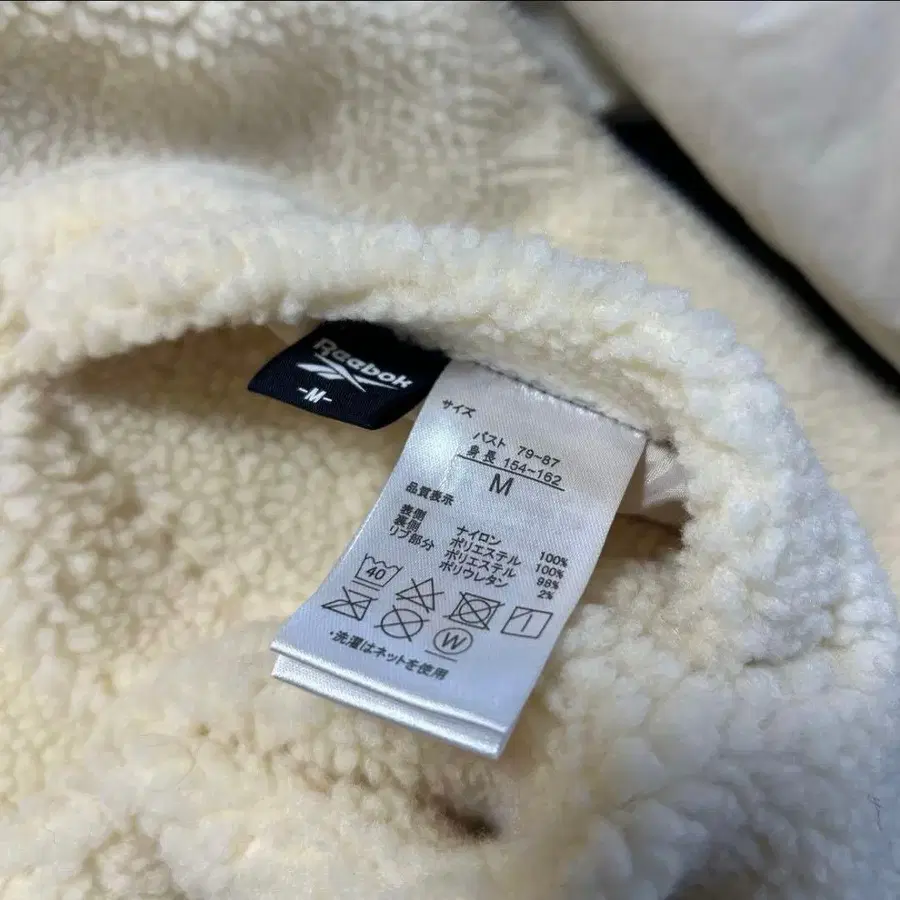 Reebok
-M-
サイズ
バスト 79~87
身長 154~162
M
品質表示
表側 ナイロン 100%
裏側 ポリエステル 100%
リブ部分 ポリエステル 98%
ポリウレタン 2%
40
W
・洗濯はネットを使用